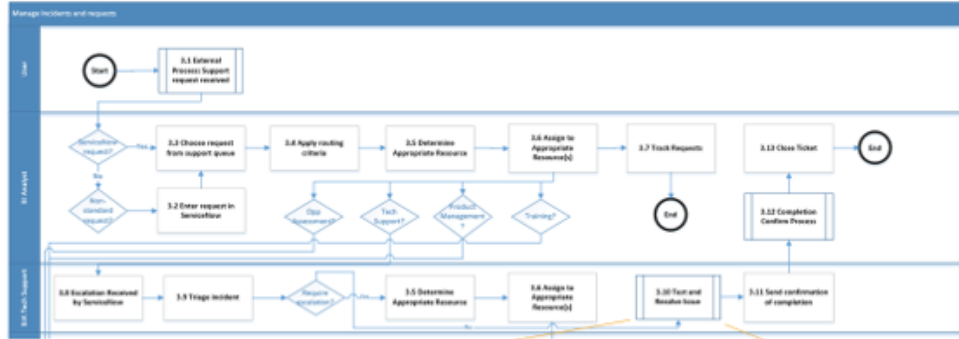 Manage incidents and requests
User
Start
3.1 External
Process: Support
request received
BI Analyst
ServiceNow
request?
Yes
3.3 Choose request
from support queue
3.4 Apply routing
criteria
3.5 Determine
Appropriate Resource
3.6 Assign to
Appropriate
Resource(s)
3.7 Track Requests
3.13 Close Ticket
End
No
Non-
standard
request?
3.2 Enter request in
ServiceNow
Opp
Assessment?
Tech
Support?
Product
Management
?
Training?
End
3.12 Completion
Confirm Process
Tech Support
3.8 Escalation Received
by ServiceNow
3.9 Triage Incident
Require
escalation?
Yes
3.5 Determine
Appropriate Resource
3.6 Assign to
Appropriate
Resource(s)
3.10 Test and
Resolve Issue
3.11 Send confirmation
of completion
No